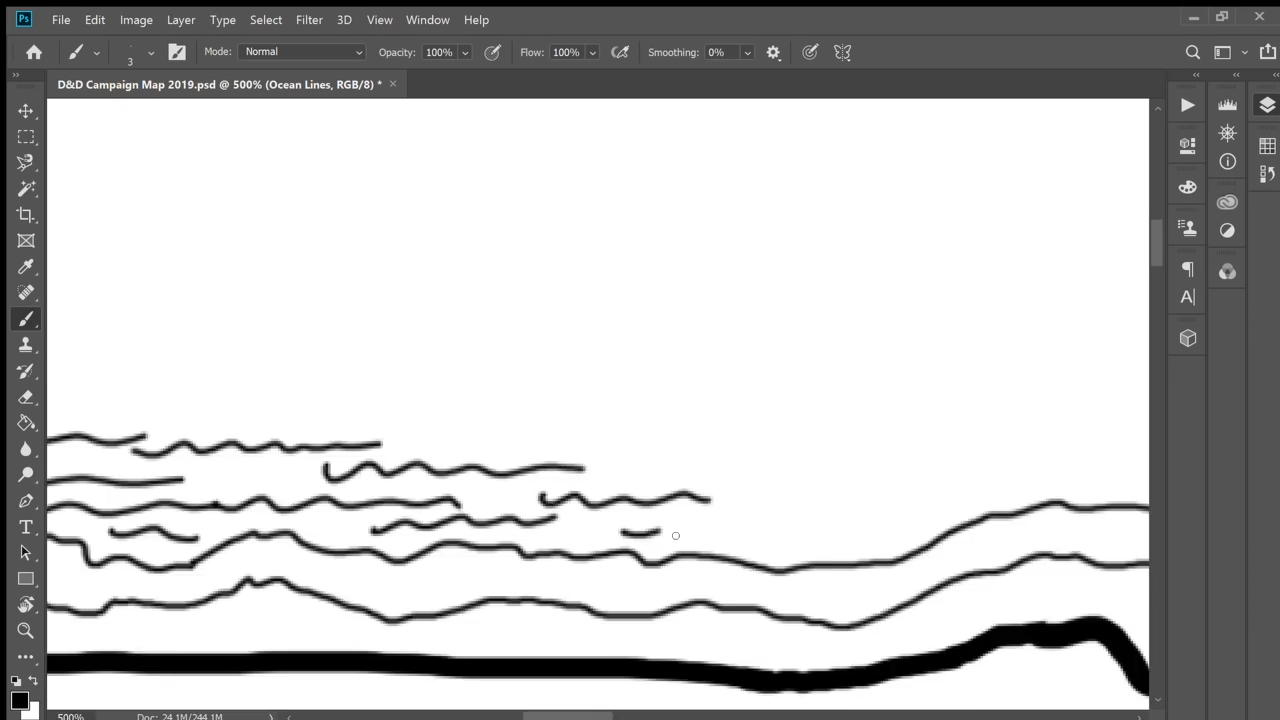 Ps File Edit Image Layer Type Select Filter 3D View Window Help
3 Mode: Normal Opacity: 100% Flow: 100% Smoothing: 0%
D&D Campaign Map 2019.psd @ 500% (Ocean Lines, RGB/8) *
500% Doc: 24.1M/244.1M